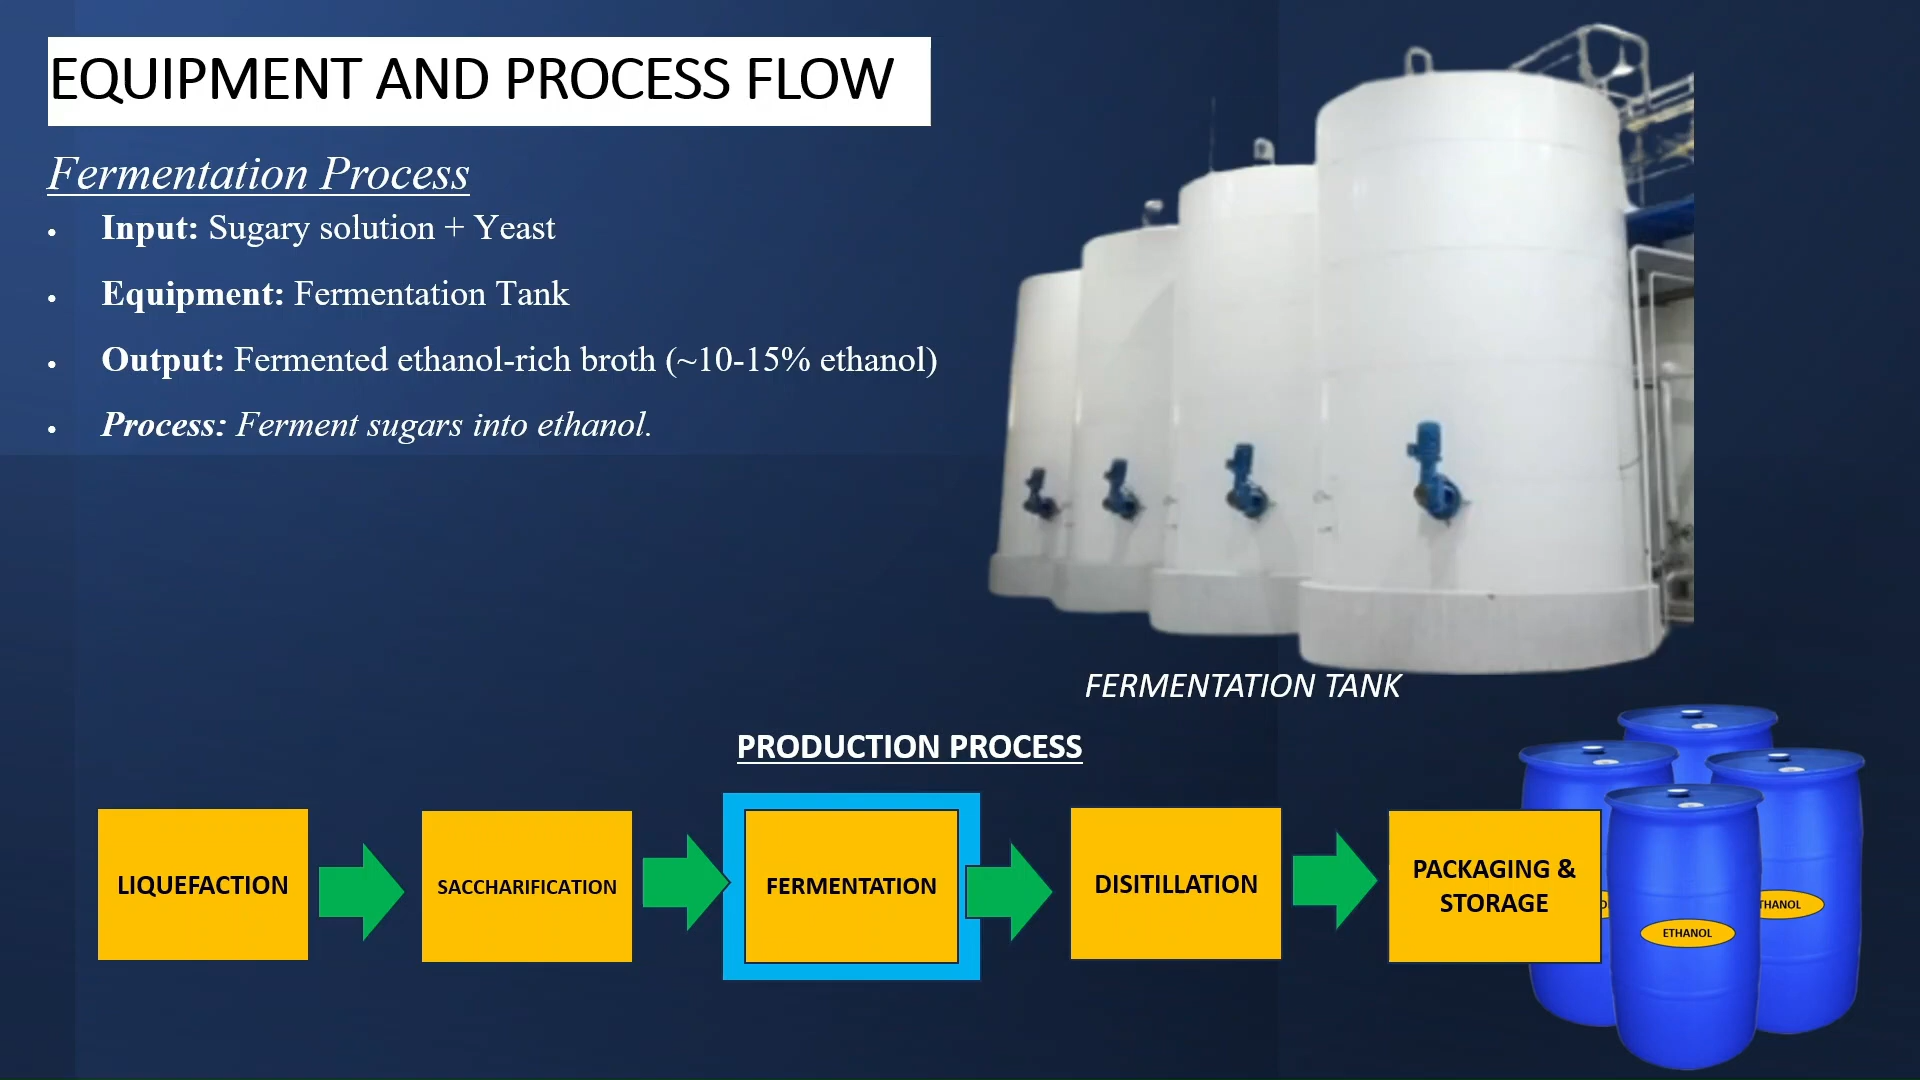 EQUIPMENT AND PROCESS FLOW
Fermentation Process
• Input: Sugary solution + Yeast
• Equipment: Fermentation Tank
• Output: Fermented ethanol-rich broth (~10-15% ethanol)
• Process: Ferment sugars into ethanol.
FERMENTATION TANK
PRODUCTION PROCESS
LIQUEFACTION
SACCHARIFICATION
FERMENTATION
DISITILLATION
PACKAGING &
STORAGE
THANOL
ETHANOL